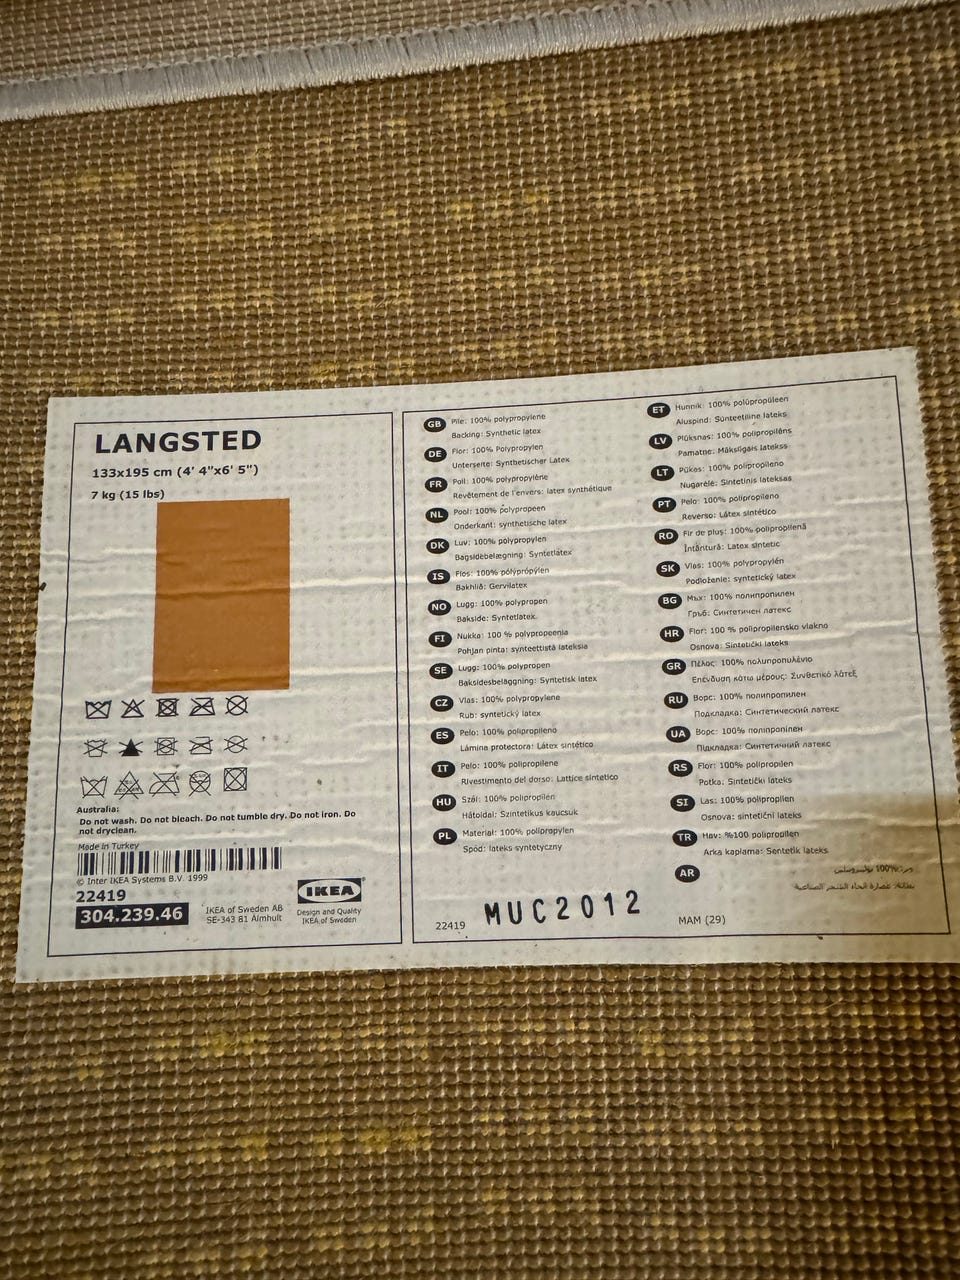 LANGSTED
133x195 cm (4' 4"x6' 5")
7 kg (15 lbs)
Australia:
Do not wash. Do not bleach. Do not tumble dry. Do not iron. Do
not dryclean.
Made in Turkey
© Inter IKEA Systems B.V. 1999
22419
304.239.46
IKEA of Sweden AB
SE-343 81 Älmhult
IKEA
Design and Quality
IKEA of Sweden
GB Pile: 100% polypropylene
Backing: Synthetic latex
DE Flor: 100% Polypropylen
Unterseite: Synthetischer Latex
FR Poil: 100% polypropylène
Revêtement de l'envers: latex synthétique
NL Pool: 100% polypropeen
Onderkant: synthetische latex
DK Luv: 100% polypropylen
Bagsidebelægning: Syntetlatex
IS Flos: 100% pólýprópýlen
Bakhlið: Gervilatex
NO Lugg: 100% polypropen
Bakside: Syntetlatex
FI Nukka: 100 % polypropeenia
Pohjan pinta: synteettistä lateksia
SE Lugg: 100% polypropen
Baksidesbeläggning: Syntetisk latex
CZ Vlas: 100% polypropylene
Rub: syntetický latex
ES Pelo: 100% polipropileno
Lámina protectora: Látex sintético
IT Pelo: 100% polipropilene
Rivestimento del dorso: Lattice sintetico
HU Szál: 100% polipropilén
Hátoldal: Szintetikus kaucsuk
PL Materiał: 100% polipropylen
Spód: lateks syntetyczny
22419
MUC2012
ET Hunnik: 100% polüpropüleen
Aluspind: Sünteetiline lateks
LV Plūksnas: 100% polipropilēns
Pamatne: Mākslīgais latekss
LT Pūkas: 100% polipropileno
Nugarėlė: Sintetinis lateksas
PT Pelo: 100% polipropileno
Reverso: Látex sintético
RO Fir de pluş: 100% polipropilenă
Întăritură: Latex sintetic
SK Vlas: 100% polypropylén
Podloženie: syntetický latex
BG Мъх: 100% полипропилен
Гръб: Синтетичен латекс
HR Flor: 100 % polipropilensko vlakno
Osnova: Sintetički lateks
GR Πέλος: 100% πολυπροπυλένιο
Επένδυση κάτω μέρους: Συνθετικό λάτεξ
RU Ворс: 100% полипропилен
Подкладка: Синтетический латекс
UA Ворс: 100% поліпропілен
Підкладка: Синтетичний латекс
RS Flor: 100% polipropilen
Potka: Sintetički lateks
SI Las: 100% polipropilen
Osnova: sintetični lateks
TR Hav: %100 polipropilen
Arka kaplama: Sentetik lateks
AR
MAM (29)